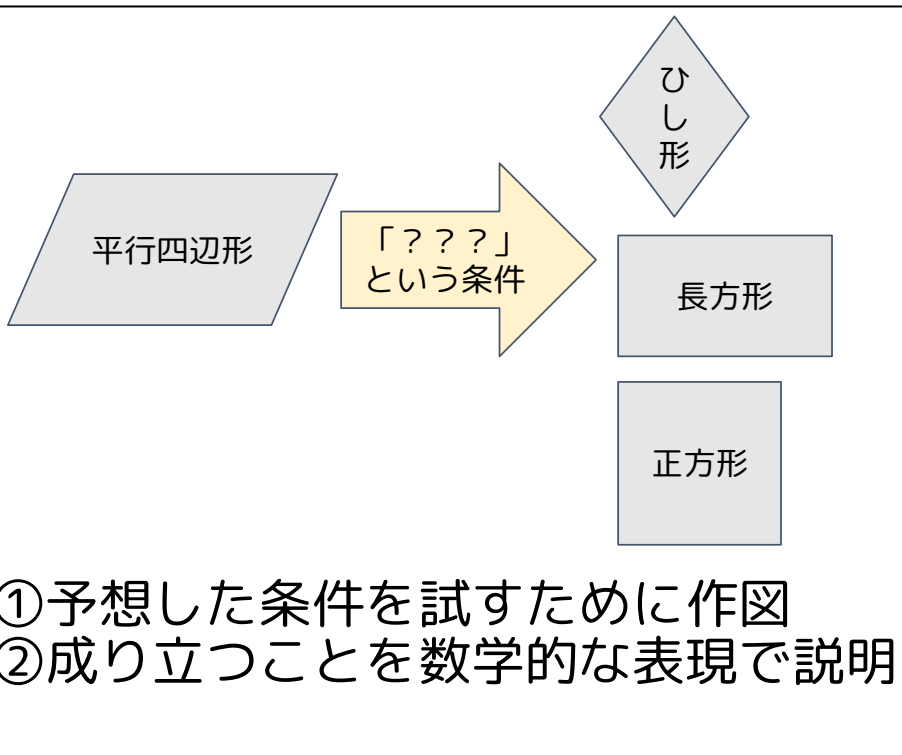 ひし形
平行四辺形
「？？？」
という条件
長方形
正方形
①予想した条件を試すために作図
②成り立つことを数学的な表現で説明